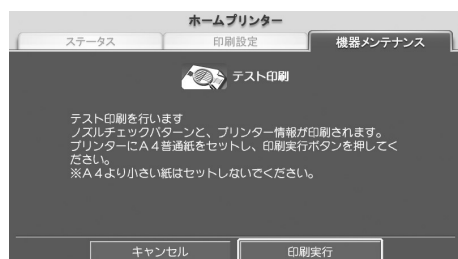 ホームプリンター
ステータス
印刷設定
機器メンテナンス
テスト印刷
テスト印刷を行います
ノズルチェックパターンと、プリンター情報が印刷されます。
プリンターにA4普通紙をセットし、印刷実行ボタンを押してく
ださい。
※A4より小さい紙はセットしないでください。
キャンセル
印刷実行